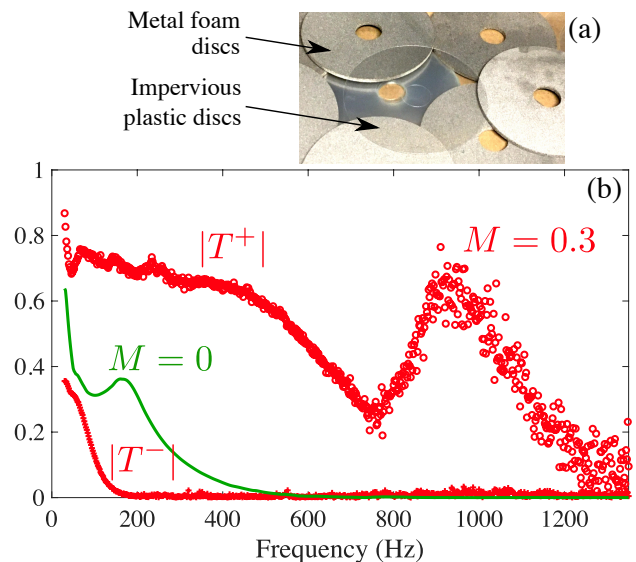 Metal foam
discs
(a)
Impervious
plastic discs
1
0.8
0.6
0.4
0.2
0
(b)
|T⁺|
M = 0.3
M = 0
|T⁻|
0 200 400 600 800 1000 1200
Frequency (Hz)